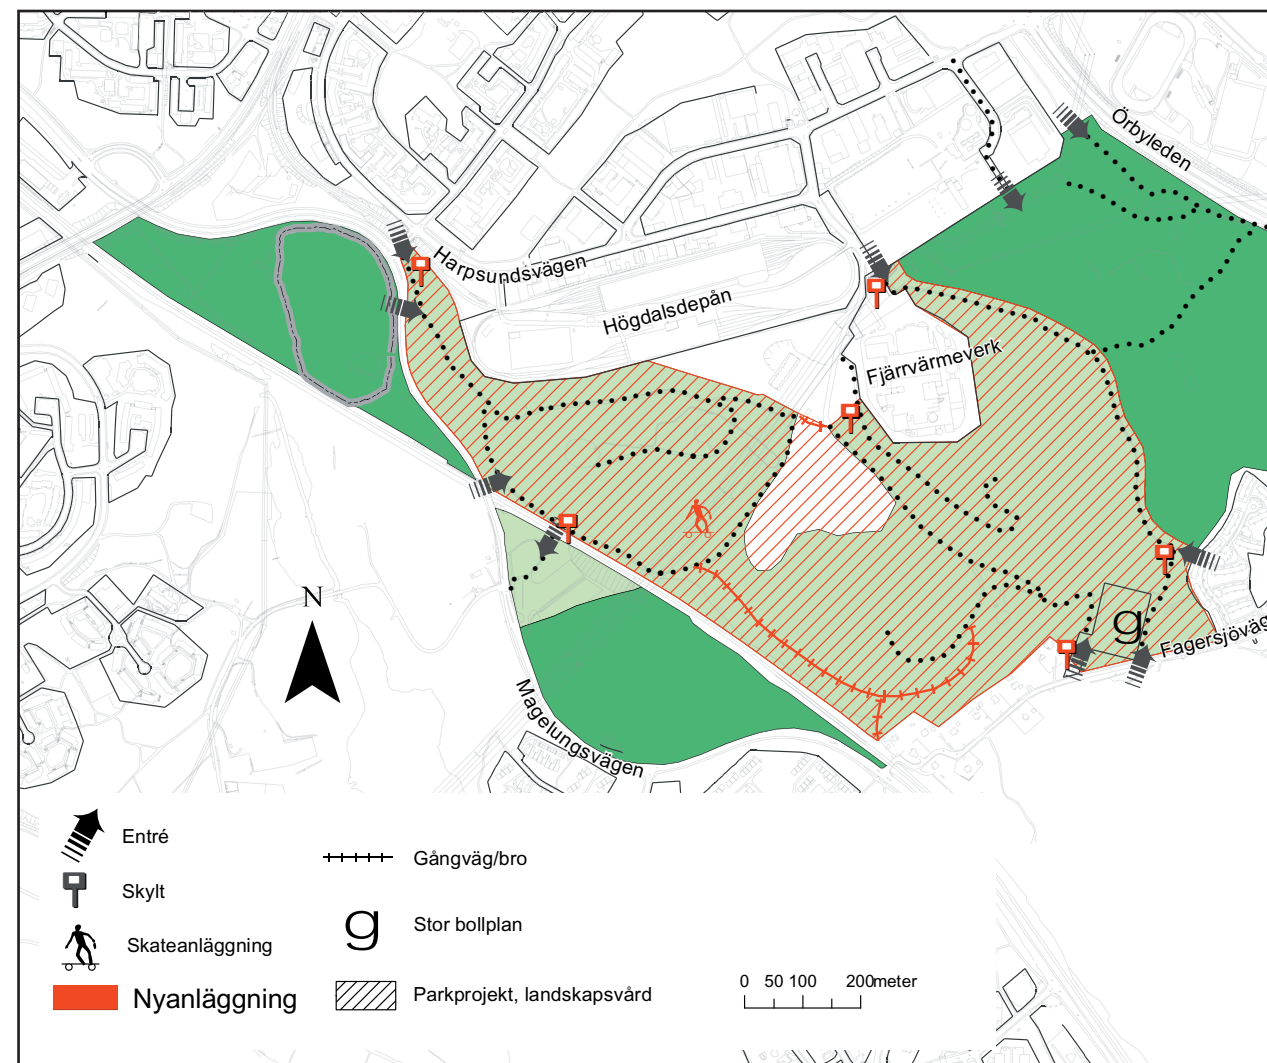 Örbyleden
Harpsundsvägen
Högdalsdepån
Fjärrvärmeverk
g
Fagersjöväg
N
Magelungsvägen
Entré
Gångväg/bro
Skylt
g
Stor bollplan
Skateanläggning
Nyanläggning
Parkprojekt, landskapsvård
0 50 100 200meter